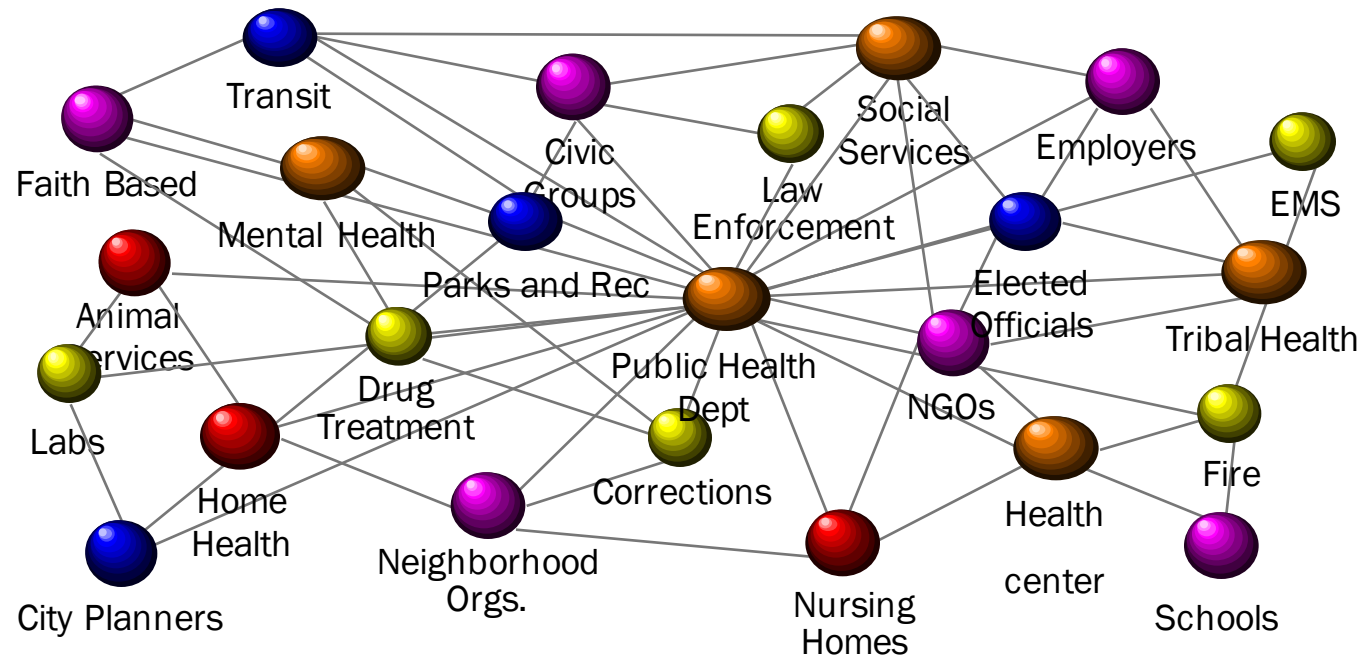 Transit
Civic
Groups
Social
Services
Employers
EMS
Faith Based
Mental Health
Law
Enforcement
Parks and Rec
Animal
Services
Elected
Officials
Tribal Health
Public Health
Dept
Drug
Treatment
NGOs
Labs
Home
Health
Corrections
Fire
Health
center
Neighborhood
Orgs.
City Planners
Nursing
Homes
Schools